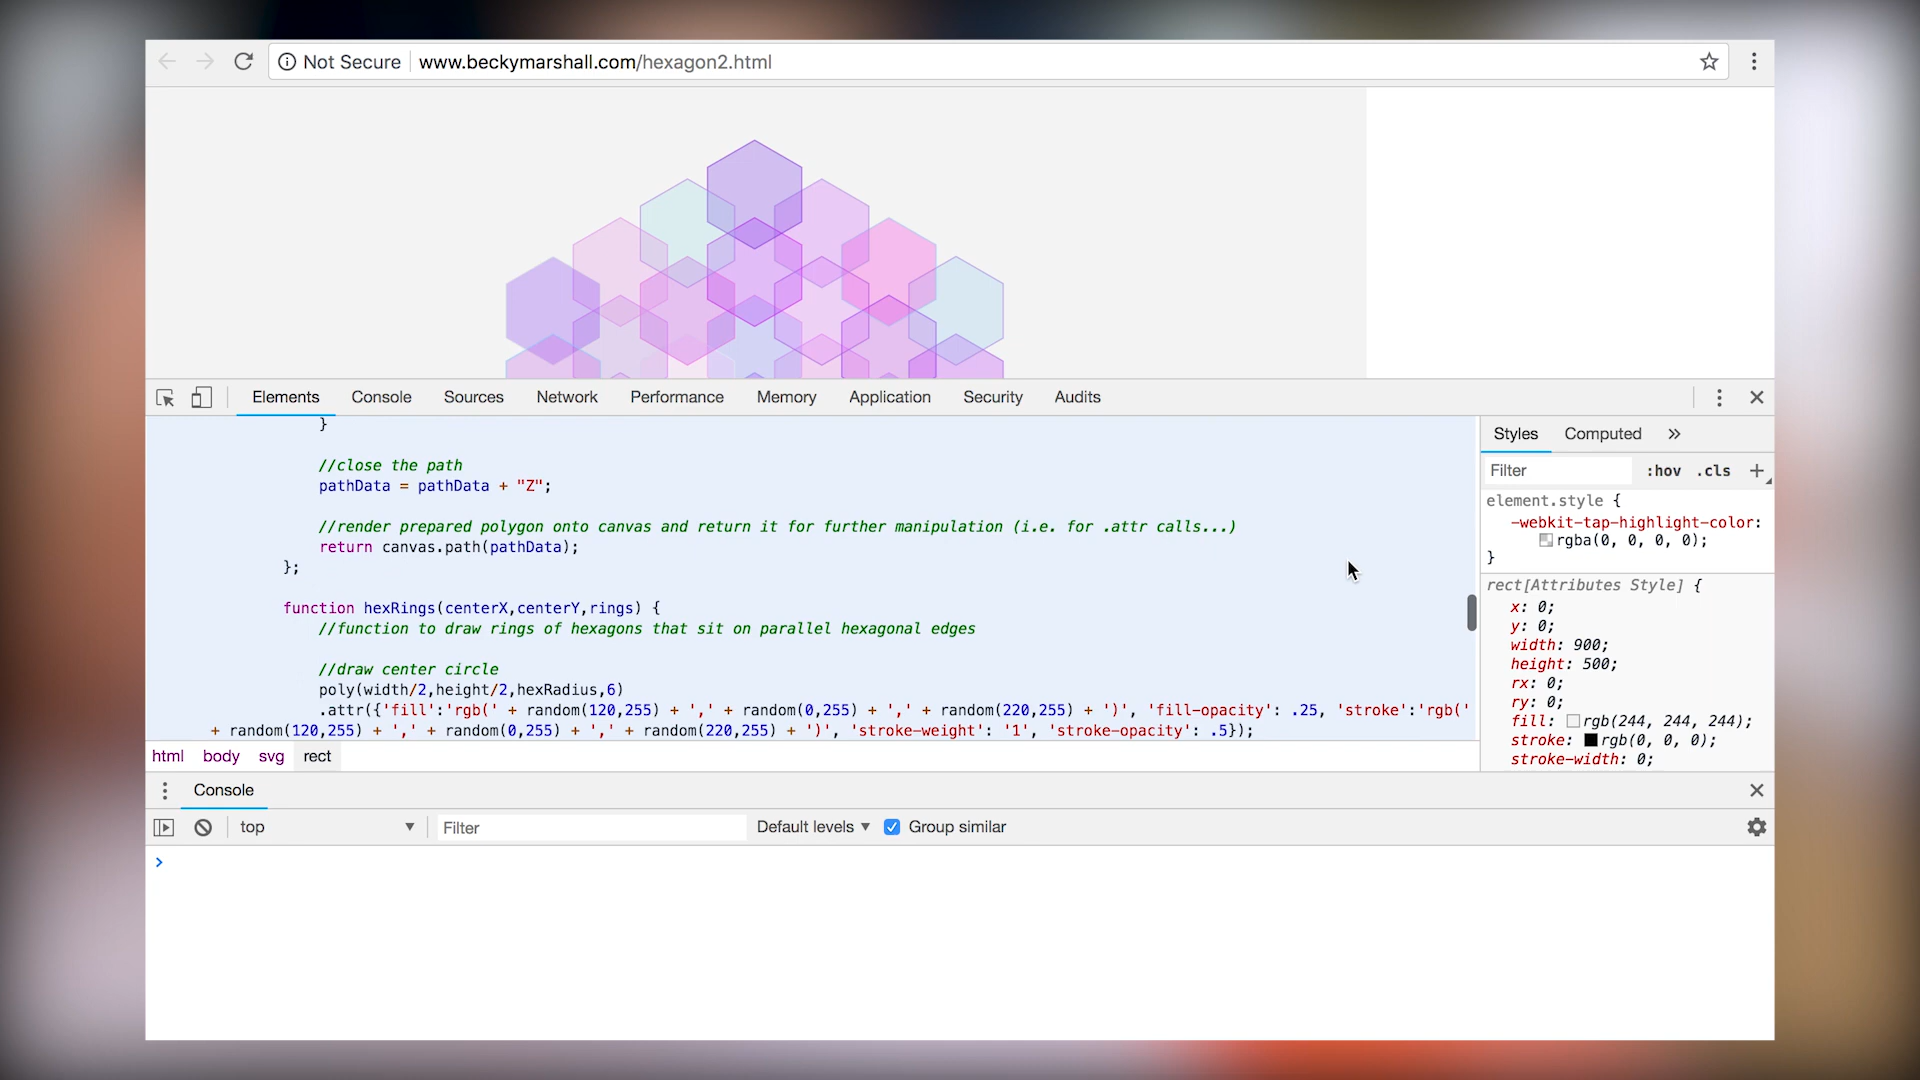 Not Secure www.beckymarshall.com/hexagon2.html
Elements Console Sources Network Performance Memory Application Security Audits
}
//close the path
pathData = pathData + "Z";
//render prepared polygon onto canvas and return it for further manipulation (i.e. for .attr calls...)
return canvas.path(pathData);
};
function hexRings(centerX,centerY,rings) {
//function to draw rings of hexagons that sit on parallel hexagonal edges
//draw center circle
poly(width/2,height/2,hexRadius,6)
.attr({'fill':'rgb(' + random(120,255) + ',' + random(0,255) + ',' + random(220,255) + ')', 'fill-opacity': .25, 'stroke':'rgb('
+ random(120,255) + ',' + random(0,255) + ',' + random(220,255) + ')', 'stroke-weight': '1', 'stroke-opacity': .5});
html body svg rect
Styles Computed »
Filter :hov .cls +
element.style {
-webkit-tap-highlight-color:
rgba(0, 0, 0, 0);
}
rect[Attributes Style] {
x: 0;
y: 0;
width: 900;
height: 500;
rx: 0;
ry: 0;
fill: rgb(244, 244, 244);
stroke: rgb(0, 0, 0);
stroke-width: 0;
Console
top Filter Default levels Group similar
>